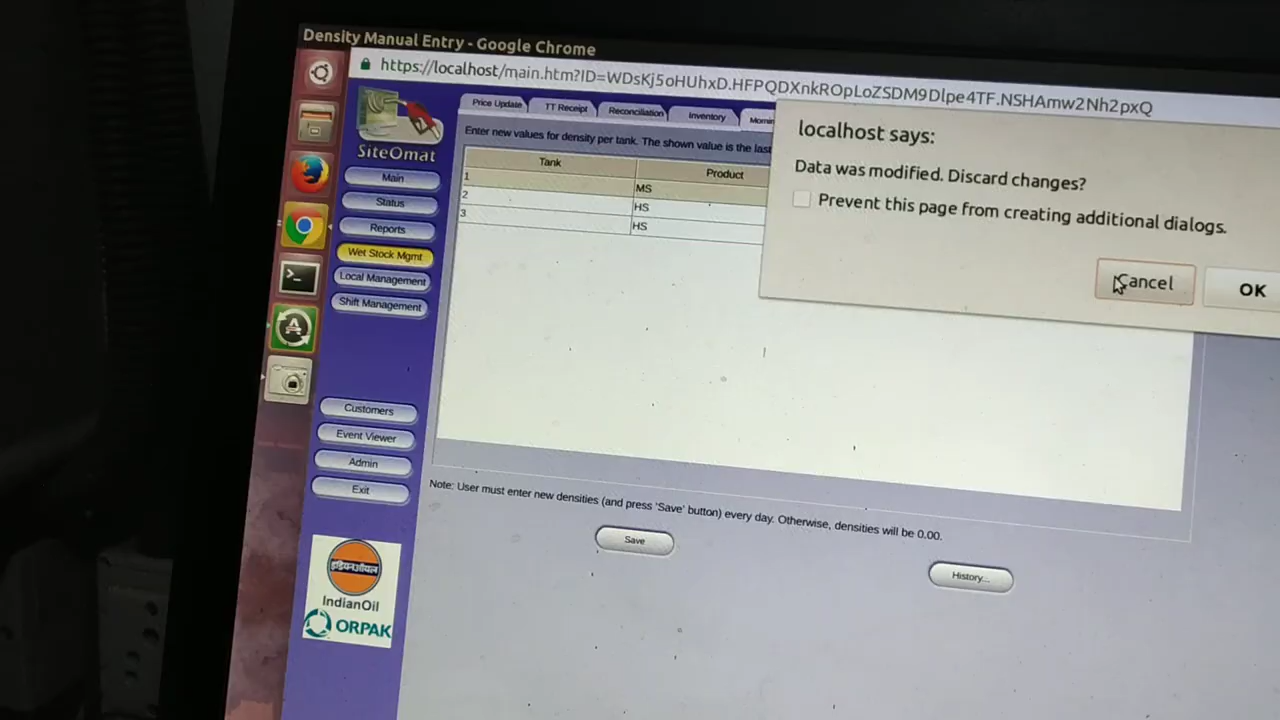 Density Manual Entry - Google Chrome
https://localhost/main.htm?ID=WDsKj5oHUhxD.HFPQDXnkROpLoZSDM9Dlpe4TF.NSHAmw2Nh2pxQ
SiteOmat
Main
Status
Reports
Wet Stock Mgmt
Local Management
Shift Management
Customers
Event Viewer
Admin
Exit
इंडियनऑयल
IndianOil
ORPAK
Price Update TT Receipt Reconciliation Inventory
Enter new values for density per tank. The shown value is the last
Tank Product
1 MS
2 HS
3 HS
localhost says:
Data was modified. Discard changes?
Prevent this page from creating additional dialogs.
Cancel OK
Note: User must enter new densities (and press 'Save' button) every day. Otherwise, densities will be 0.00.
Save
History...